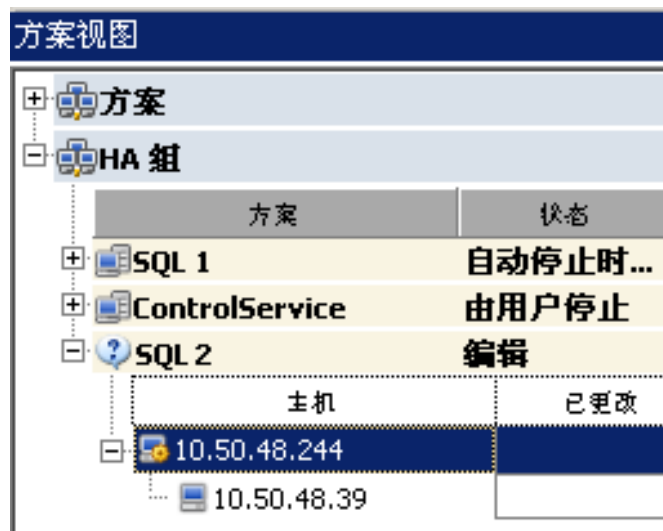 方案视图
方案
HA 组
方案 状态
SQL 1 自动停止时...
ControlService 由用户停止
SQL 2 编辑
主机 已更改
10.50.48.244
10.50.48.39